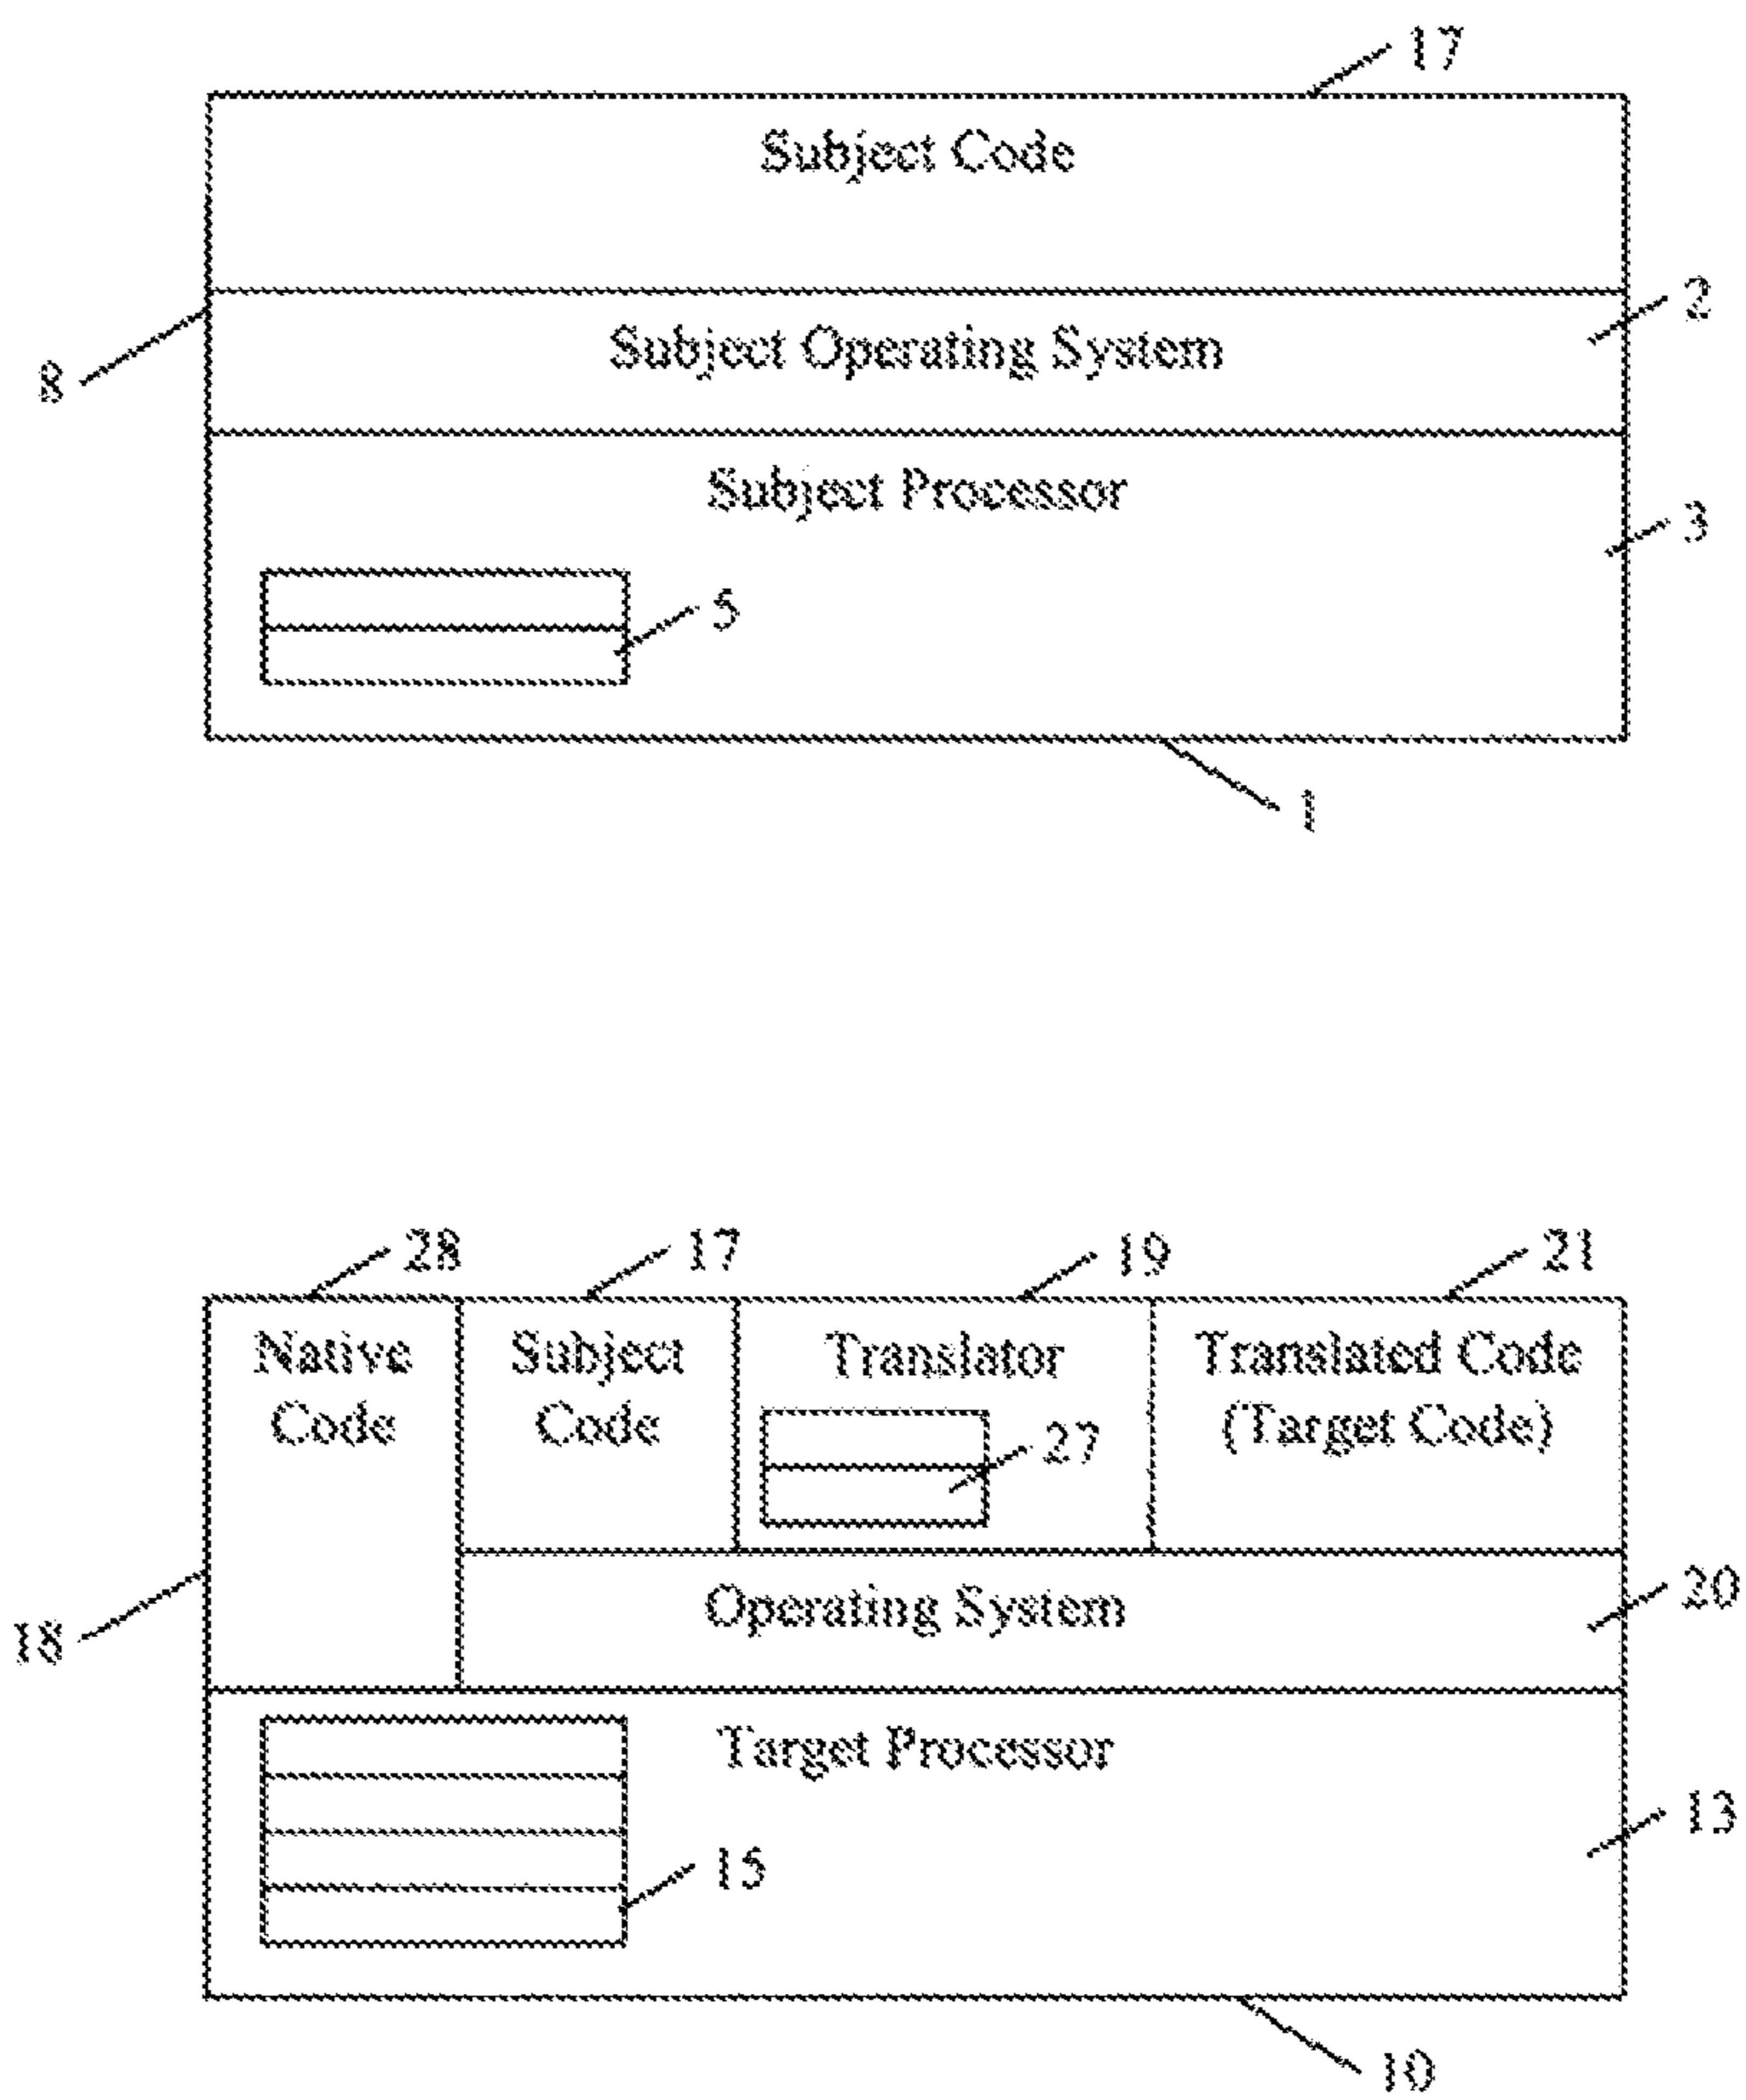 17
Subject Code
2
Subject Operating System
8
Subject Processor
3
5
1
28 17 19 21
Native Code
Subject Code
Translator
27
Translated Code
(Target Code)
Operating System
20
18
Target Processor
13
15
10